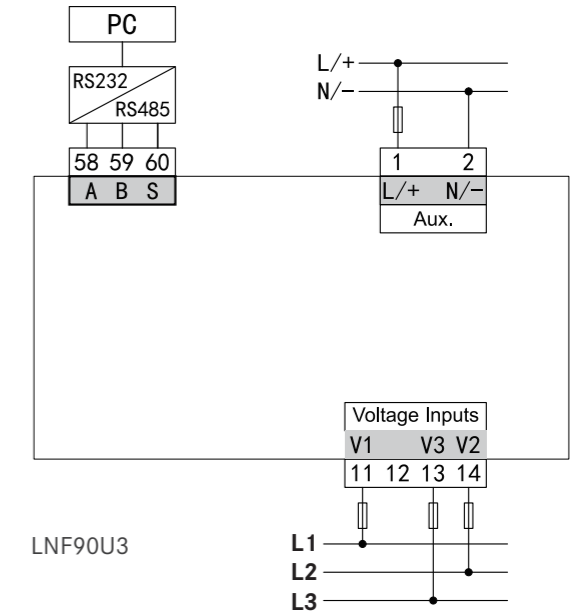 PC
RS232
RS485
58 59 60
A B S
L/+
N/-
1 2
L/+ N/-
Aux.
Voltage Inputs
V1 V3 V2
11 12 13 14
LNF90U3
L1
L2
L3